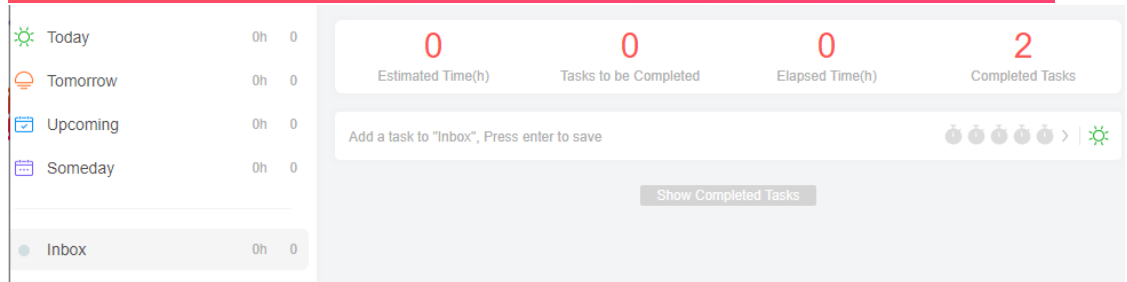 Today 0h 0
Tomorrow 0h 0
Upcoming 0h 0
Someday 0h 0
Inbox 0h 0
0 0 0 2
Estimated Time(h) Tasks to be Completed Elapsed Time(h) Completed Tasks
Add a task to "Inbox", Press enter to save
Show Completed Tasks